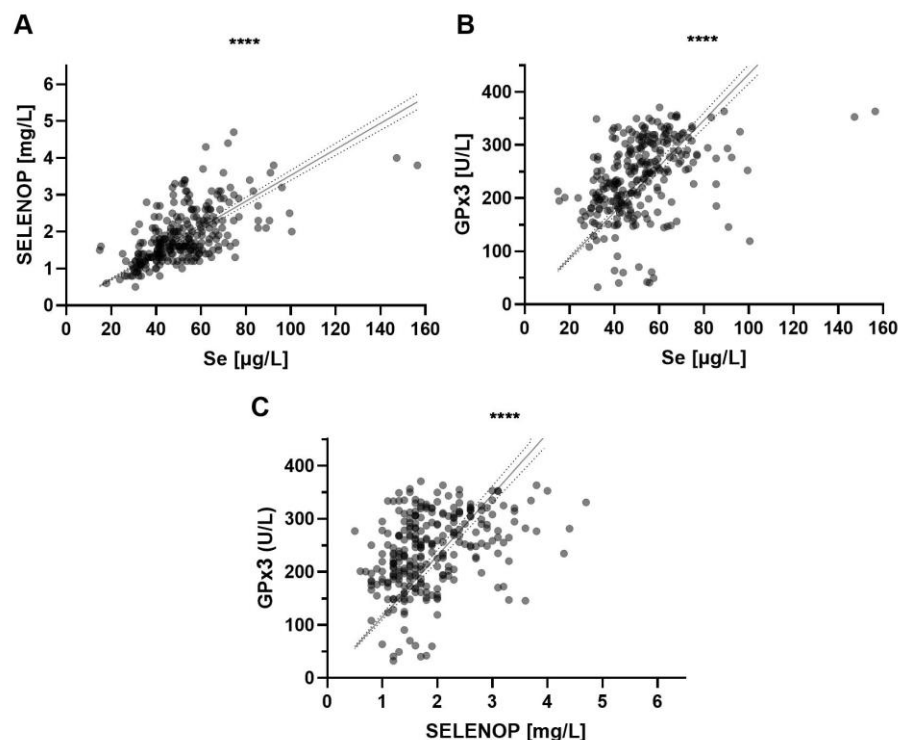 A
****
SELENOP [mg/L]
6
5
4
3
2
1
0
0 20 40 60 80 100 120 140 160
Se [µg/L]
B
****
GPx3 [U/L]
400
300
200
100
0
0 20 40 60 80 100 120 140 160
Se [µg/L]
C
****
GPx3 (U/L)
400
300
200
100
0
0 1 2 3 4 5 6
SELENOP [mg/L]